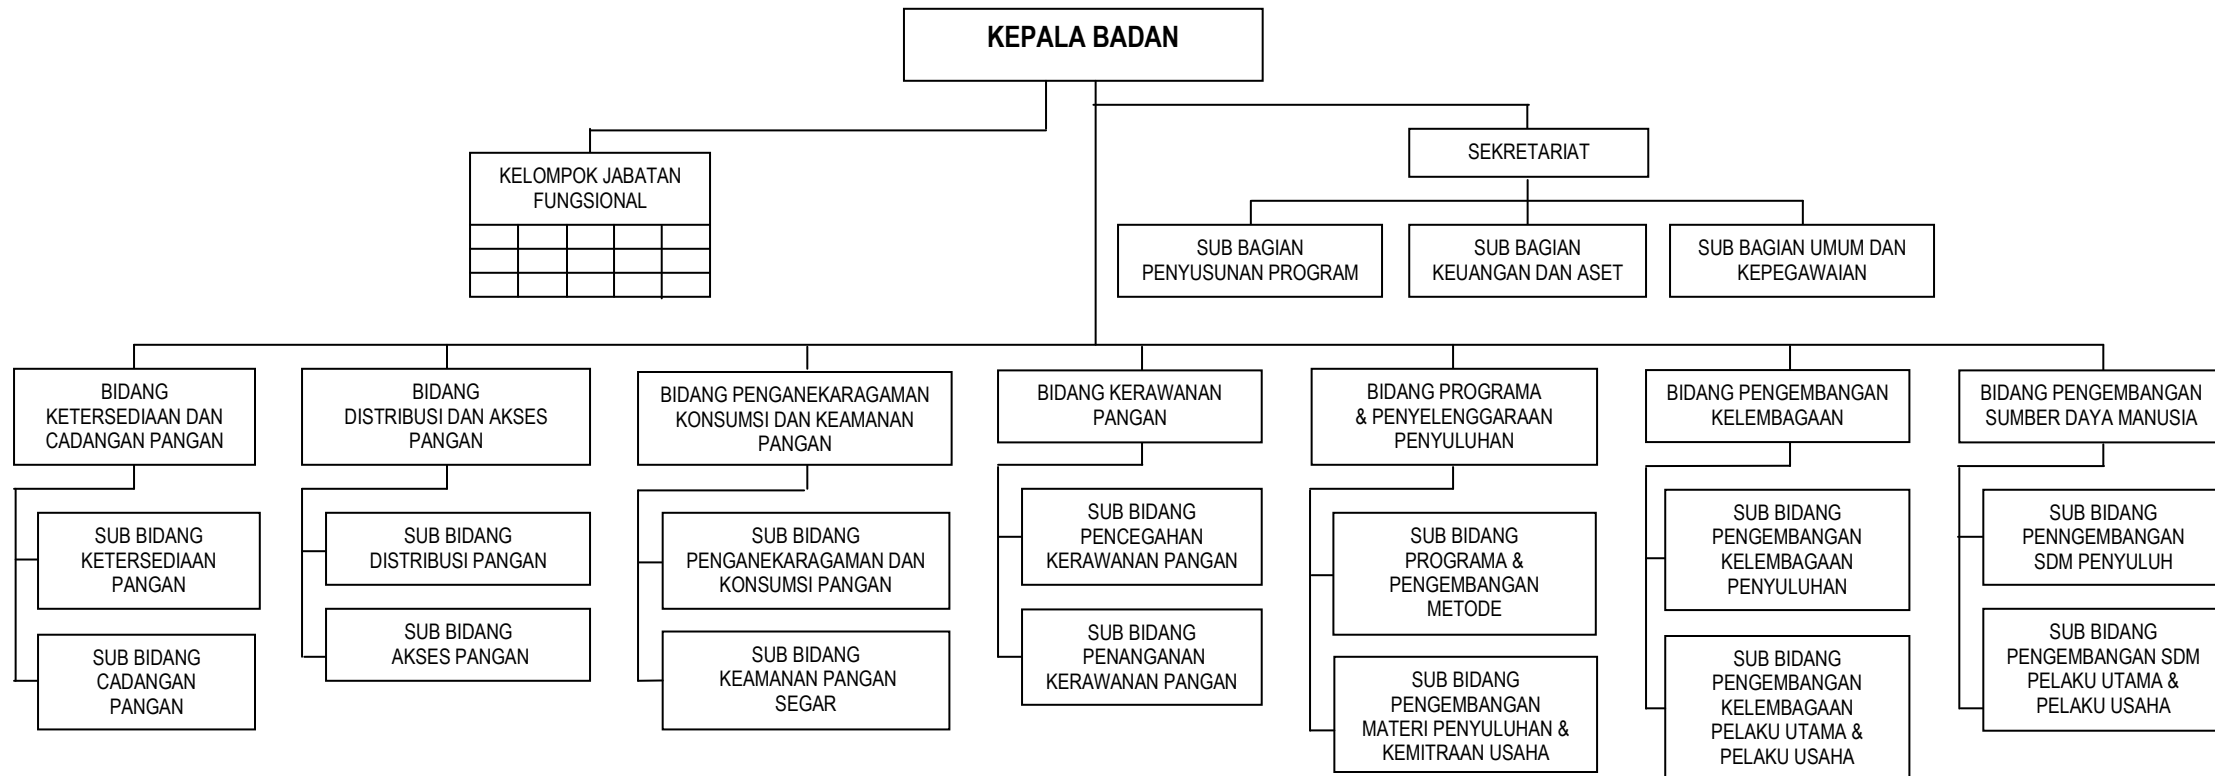 KEPALA BADAN
SEKRETARIAT
KELOMPOK JABATAN
FUNGSIONAL
SUB BAGIAN
PENYUSUNAN PROGRAM
SUB BAGIAN
KEUANGAN DAN ASET
SUB BAGIAN UMUM DAN
KEPEGAWAIAN
BIDANG
KETERSEDIAAN DAN
CADANGAN PANGAN
BIDANG
DISTRIBUSI DAN AKSES
PANGAN
BIDANG PENGANEKARAGAMAN
KONSUMSI DAN KEAMANAN
PANGAN
BIDANG KERAWANAN
PANGAN
BIDANG PROGRAMA
& PENYELENGGARAAN
PENYULUHAN
BIDANG PENGEMBANGAN
KELEMBAGAAN
BIDANG PENGEMBANGAN
SUMBER DAYA MANUSIA
SUB BIDANG
KETERSEDIAAN
PANGAN
SUB BIDANG
DISTRIBUSI PANGAN
SUB BIDANG
PENGANEKARAGAMAN DAN
KONSUMSI PANGAN
SUB BIDANG
PENCEGAHAN
KERAWANAN PANGAN
SUB BIDANG
PROGRAMA &
PENGEMBANGAN
METODE
SUB BIDANG
PENGEMBANGAN
KELEMBAGAAN
PENYULUHAN
SUB BIDANG
PENNGEMBANGAN
SDM PENYULUH
SUB BIDANG
CADANGAN
PANGAN
SUB BIDANG
AKSES PANGAN
SUB BIDANG
KEAMANAN PANGAN
SEGAR
SUB BIDANG
PENANGANAN
KERAWANAN PANGAN
SUB BIDANG
PENGEMBANGAN
MATERI PENYULUHAN &
KEMITRAAN USAHA
SUB BIDANG
PENGEMBANGAN
KELEMBAGAAN
PELAKU UTAMA &
PELAKU USAHA
SUB BIDANG
PENGEMBANGAN SDM
PELAKU UTAMA &
PELAKU USAHA